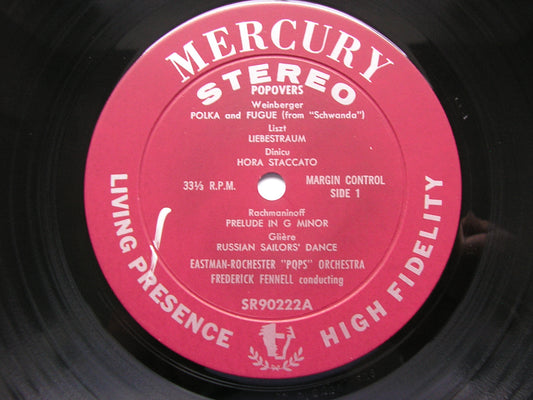 MERCURY
STEREO
POPOVERS
Weinberger
POLKA and FUGUE (from "Schwanda")
Liszt
LIEBESTRAUM
Dinicu
HORA STACCATO
33⅓ R.P.M.
MARGIN CONTROL
SIDE 1
Rachmaninoff
PRELUDE IN G MINOR
Glière
RUSSIAN SAILORS' DANCE
EASTMAN-ROCHESTER "POPS" ORCHESTRA
FREDERICK FENNELL conducting
SR90222A
LIVING PRESENCE
HIGH FIDELITY